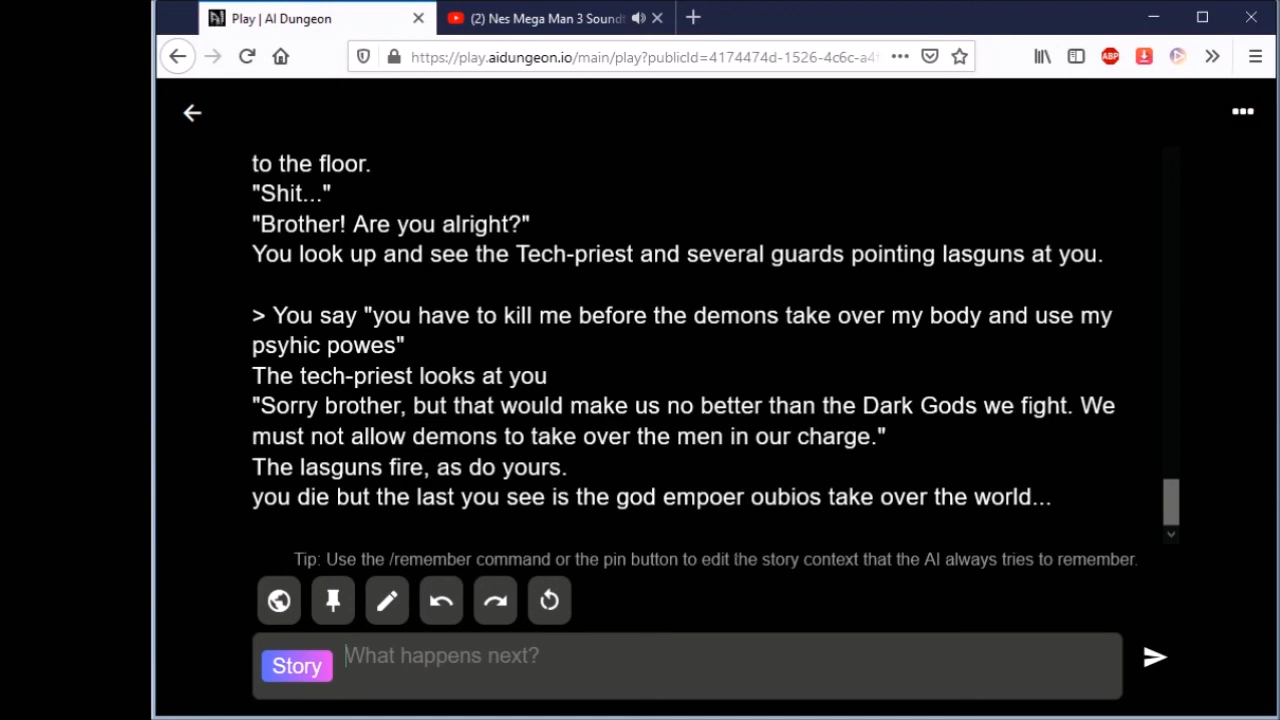 Play | AI Dungeon
(2) Nes Mega Man 3 Soundt
https://play.aidungeon.io/main/play?publicId=4174474d-1526-4c6c-a4f
ABP
to the floor.
"Shit..."
"Brother! Are you alright?"
You look up and see the Tech-priest and several guards pointing lasguns at you.
> You say "you have to kill me before the demons take over my body and use my
psyhic powes"
The tech-priest looks at you
"Sorry brother, but that would make us no better than the Dark Gods we fight. We
must not allow demons to take over the men in our charge."
The lasguns fire, as do yours.
you die but the last you see is the god empoer oubios take over the world...
Tip: Use the /remember command or the pin button to edit the story context that the AI always tries to remember.
Story
What happens next?